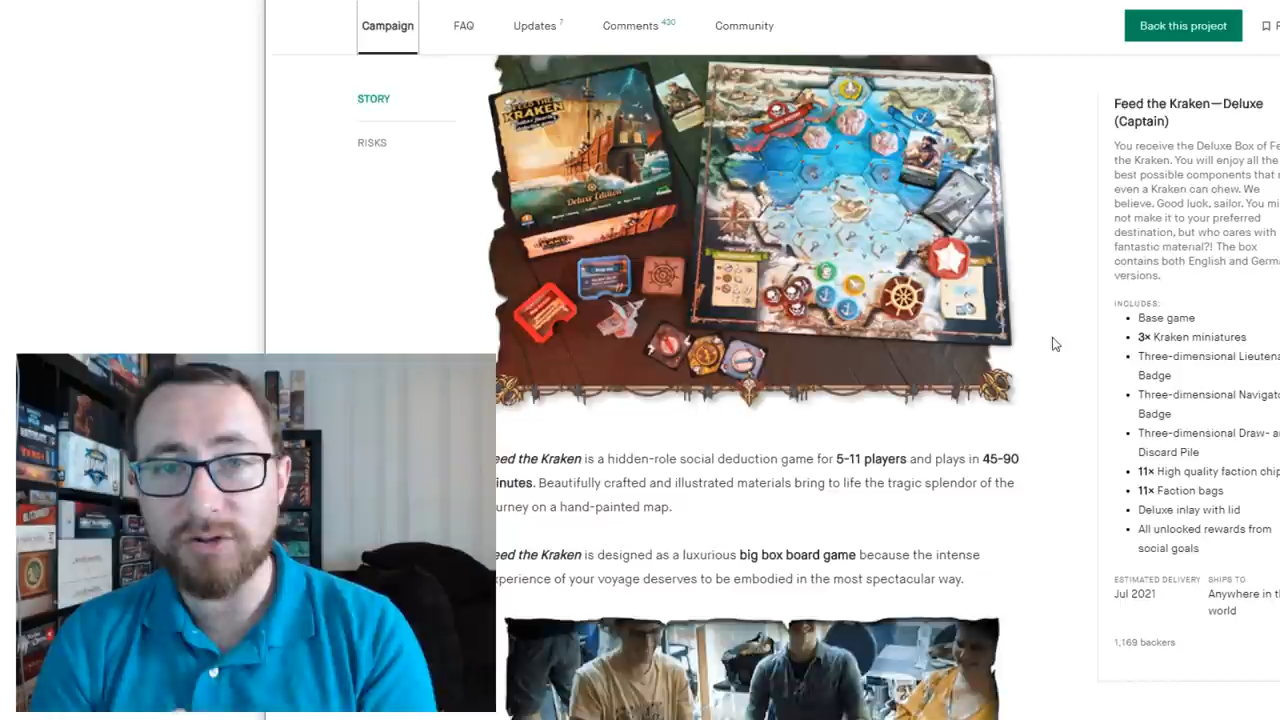 Campaign
FAQ
Updates 7
Comments 430
Community
Back this project
STORY
RISKS
FEED THE
KRAKEN
Deluxe Edition
KRAKEN
eed the Kraken is a hidden-role social deduction game for 5-11 players and plays in 45-90
inutes. Beautifully crafted and illustrated materials bring to life the tragic splendor of the
urney on a hand-painted map.
eed the Kraken is designed as a luxurious big box board game because the intense
xperience of your voyage deserves to be embodied in the most spectacular way.
Feed the Kraken—Deluxe
(Captain)
You receive the Deluxe Box of Fe
the Kraken. You will enjoy all the
best possible components that
even a Kraken can chew. We
believe. Good luck, sailor. You mi
not make it to your preferred
destination, but who cares with
fantastic material?! The box
contains both English and Germ
versions.
INCLUDES:
Base game
3× Kraken miniatures
Three-dimensional Lieutena
Badge
Three-dimensional Navigato
Badge
Three-dimensional Draw- a
Discard Pile
11× High quality faction chip
11× Faction bags
Deluxe inlay with lid
All unlocked rewards from
social goals
ESTIMATED DELIVERY
Jul 2021
SHIPS TO
Anywhere in t
world
1,169 backers